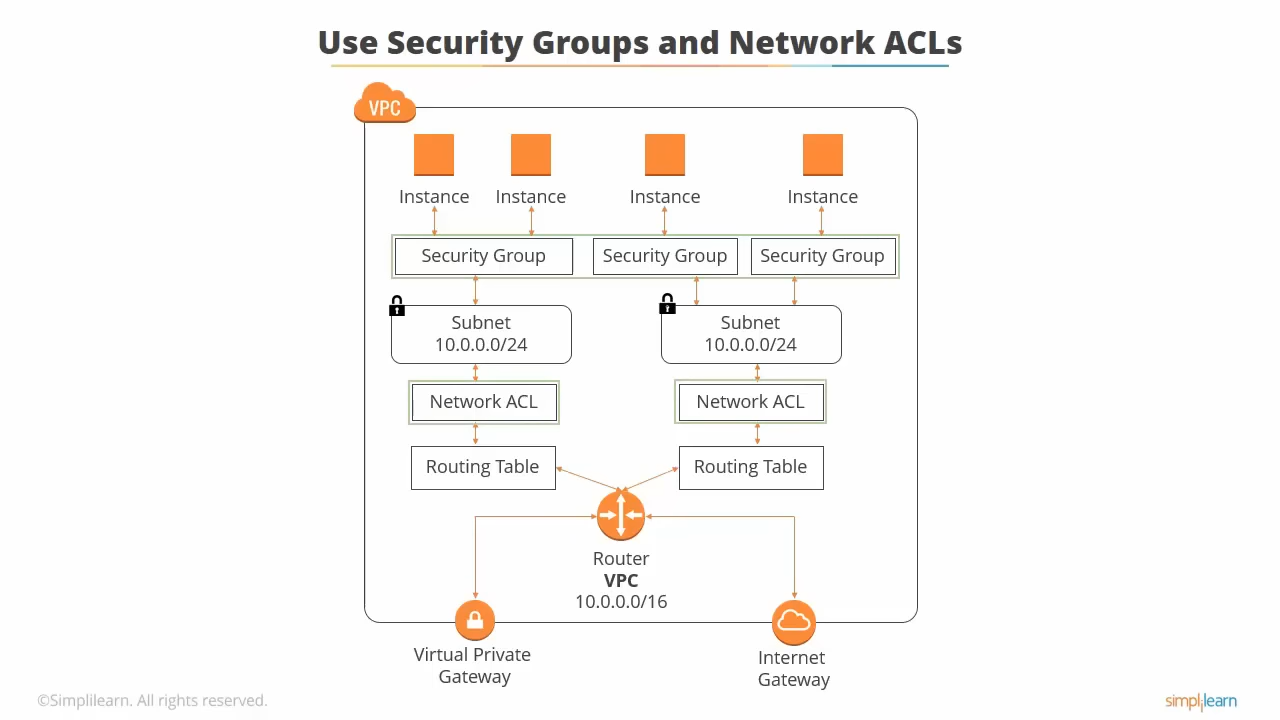 Use Security Groups and Network ACLs
VPC
Instance
Instance
Instance
Instance
Security Group
Security Group
Security Group
Subnet
10.0.0.0/24
Subnet
10.0.0.0/24
Network ACL
Network ACL
Routing Table
Routing Table
Router
VPC
10.0.0.0/16
Virtual Private
Gateway
Internet
Gateway
©Simplilearn. All rights reserved.
simplilearn